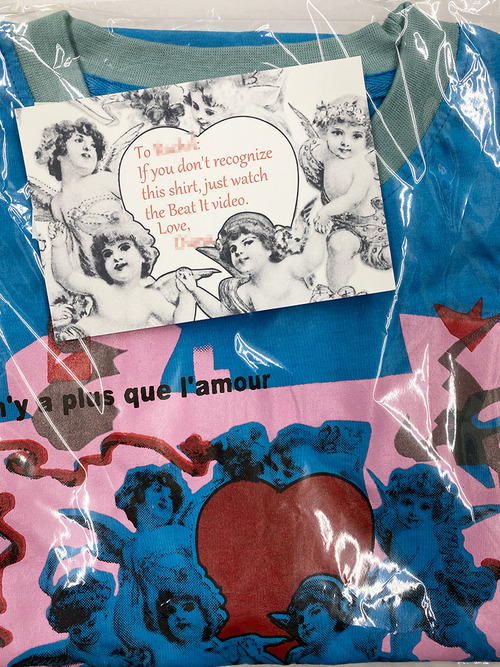 To
If you don't recognize
this shirt, just watch
the Beat It video.
Love,
L
n'y a plus que l'amour